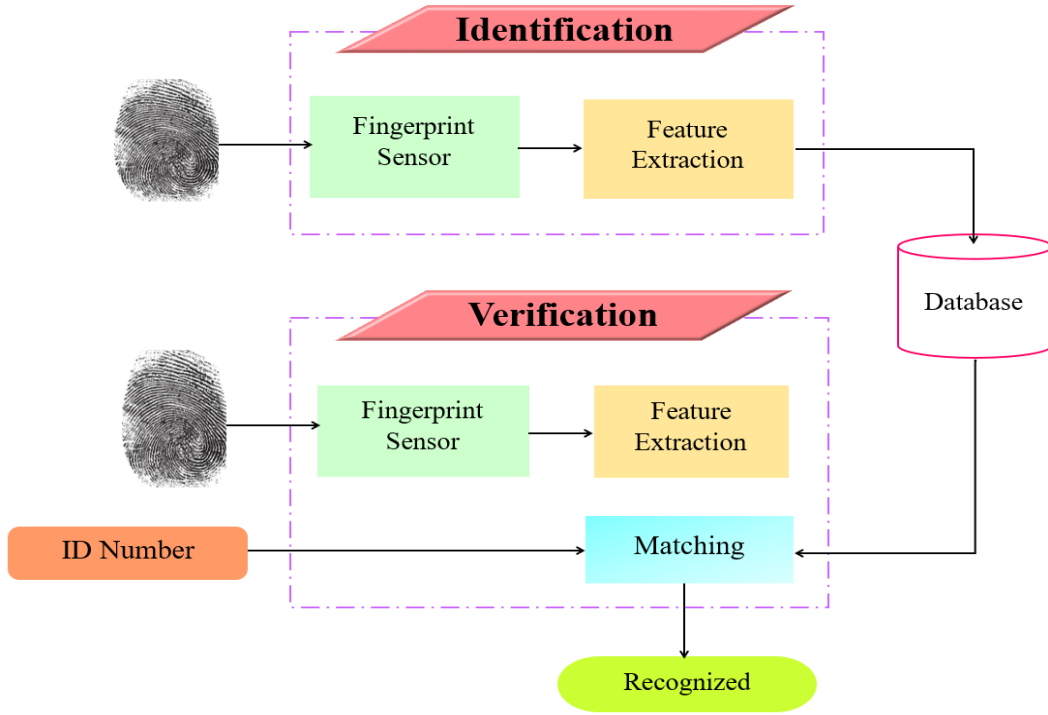 Identification
Fingerprint
Sensor
Feature
Extraction
Database
Verification
Fingerprint
Sensor
Feature
Extraction
ID Number
Matching
Recognized